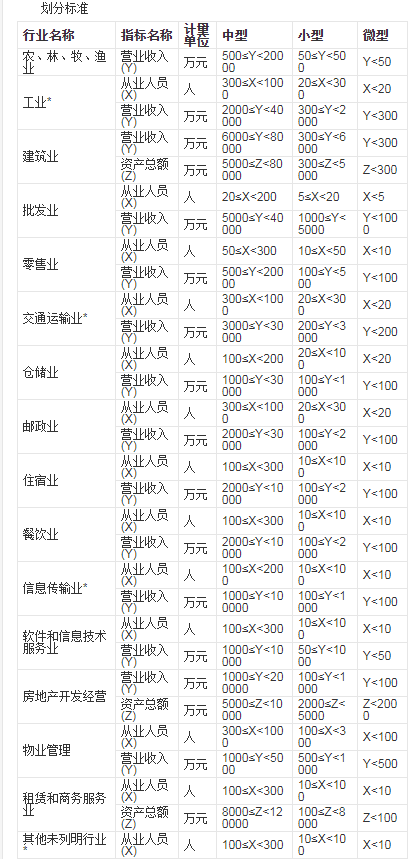 划分标准
行业名称 指标名称 计量单位 中型 小型 微型
农、林、牧、渔业 营业收入(Y) 万元 500≤Y<20000 50≤Y<500 Y<50
工业* 从业人员(X) 人 300≤X<1000 20≤X<300 X<20
营业收入(Y) 万元 2000≤Y<40000 300≤Y<2000 Y<300
建筑业 营业收入(Y) 万元 6000≤Y<80000 300≤Y<6000 Y<300
资产总额(Z) 万元 5000≤Z<80000 300≤Z<5000 Z<300
批发业 从业人员(X) 人 20≤X<200 5≤X<20 X<5
营业收入(Y) 万元 5000≤Y<40000 1000≤Y<5000 Y<1000
零售业 从业人员(X) 人 50≤X<300 10≤X<50 X<10
营业收入(Y) 万元 500≤Y<20000 100≤Y<500 Y<100
交通运输业* 从业人员(X) 人 300≤X<1000 20≤X<300 X<20
营业收入(Y) 万元 3000≤Y<30000 200≤Y<3000 Y<200
仓储业 从业人员(X) 人 100≤X<200 20≤X<100 X<20
营业收入(Y) 万元 1000≤Y<30000 100≤Y<1000 Y<100
邮政业 从业人员(X) 人 300≤X<1000 20≤X<300 X<20
营业收入(Y) 万元 2000≤Y<30000 100≤Y<2000 Y<100
住宿业 从业人员(X) 人 100≤X<300 10≤X<100 X<10
营业收入(Y) 万元 2000≤Y<10000 100≤Y<2000 Y<100
餐饮业 从业人员(X) 人 100≤X<300 10≤X<100 X<10
营业收入(Y) 万元 2000≤Y<10000 100≤Y<2000 Y<100
信息传输业* 从业人员(X) 人 100≤X<2000 10≤X<100 X<10
营业收入(Y) 万元 1000≤Y<100000 100≤Y<1000 Y<100
软件和信息技术服务业 从业人员(X) 人 100≤X<300 10≤X<100 X<10
营业收入(Y) 万元 1000≤Y<10000 50≤Y<1000 Y<50
房地产开发经营 营业收入(Y) 万元 1000≤Y<200000 100≤Y<1000 Y<100
资产总额(Z) 万元 5000≤Z<10000 2000≤Z<5000 Z<2000
物业管理 从业人员(X) 人 300≤X<1000 100≤X<300 X<100
营业收入(Y) 万元 1000≤Y<5000 500≤Y<1000 Y<500
租赁和商务服务业 从业人员(X) 人 100≤X<300 10≤X<100 X<10
资产总额(Z) 万元 8000≤Z<120000 100≤Z<8000 Z<100
其他未列明行业* 从业人员(X) 人 100≤X<300 10≤X<100 X<10